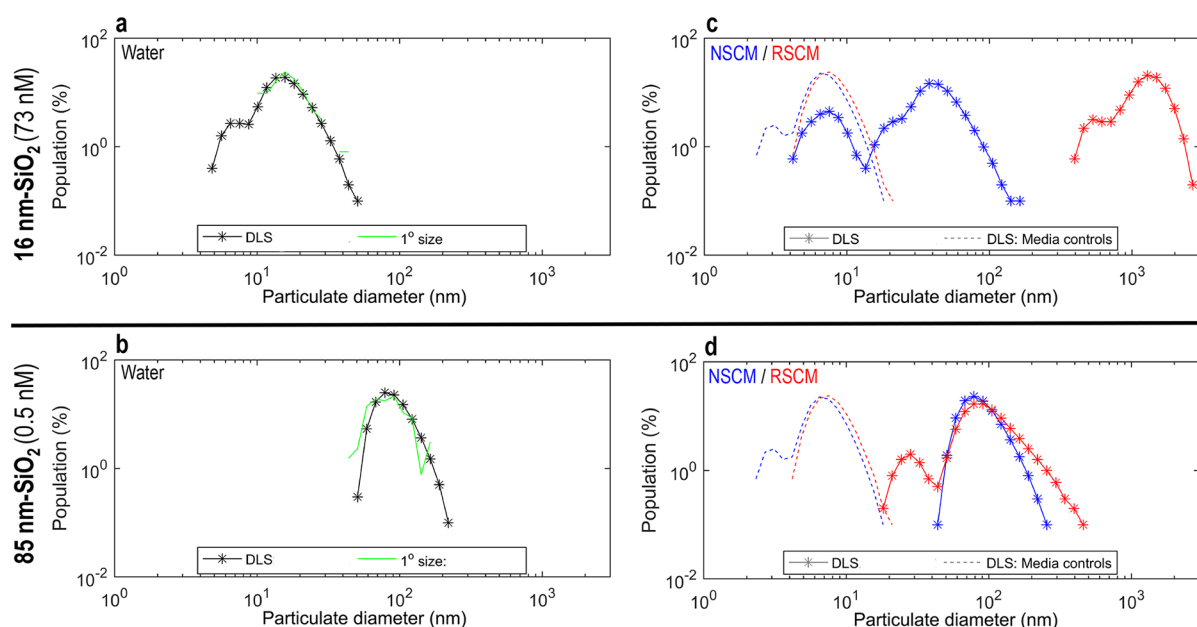 16 nm-SiO2 (73 nM)
a
Water
Population (%)
10^2
10^0
10^-2
DLS
1° size
10^0 10^1 10^2 10^3
Particulate diameter (nm)
c
NSCM / RSCM
Population (%)
10^2
10^0
10^-2
DLS
DLS: Media controls
10^0 10^1 10^2 10^3
Particulate diameter (nm)
85 nm-SiO2 (0.5 nM)
b
Water
Population (%)
10^2
10^0
10^-2
DLS
1° size:
10^0 10^1 10^2 10^3
Particulate diameter (nm)
d
NSCM / RSCM
Population (%)
10^2
10^0
10^-2
DLS
DLS: Media controls
10^0 10^1 10^2 10^3
Particulate diameter (nm)